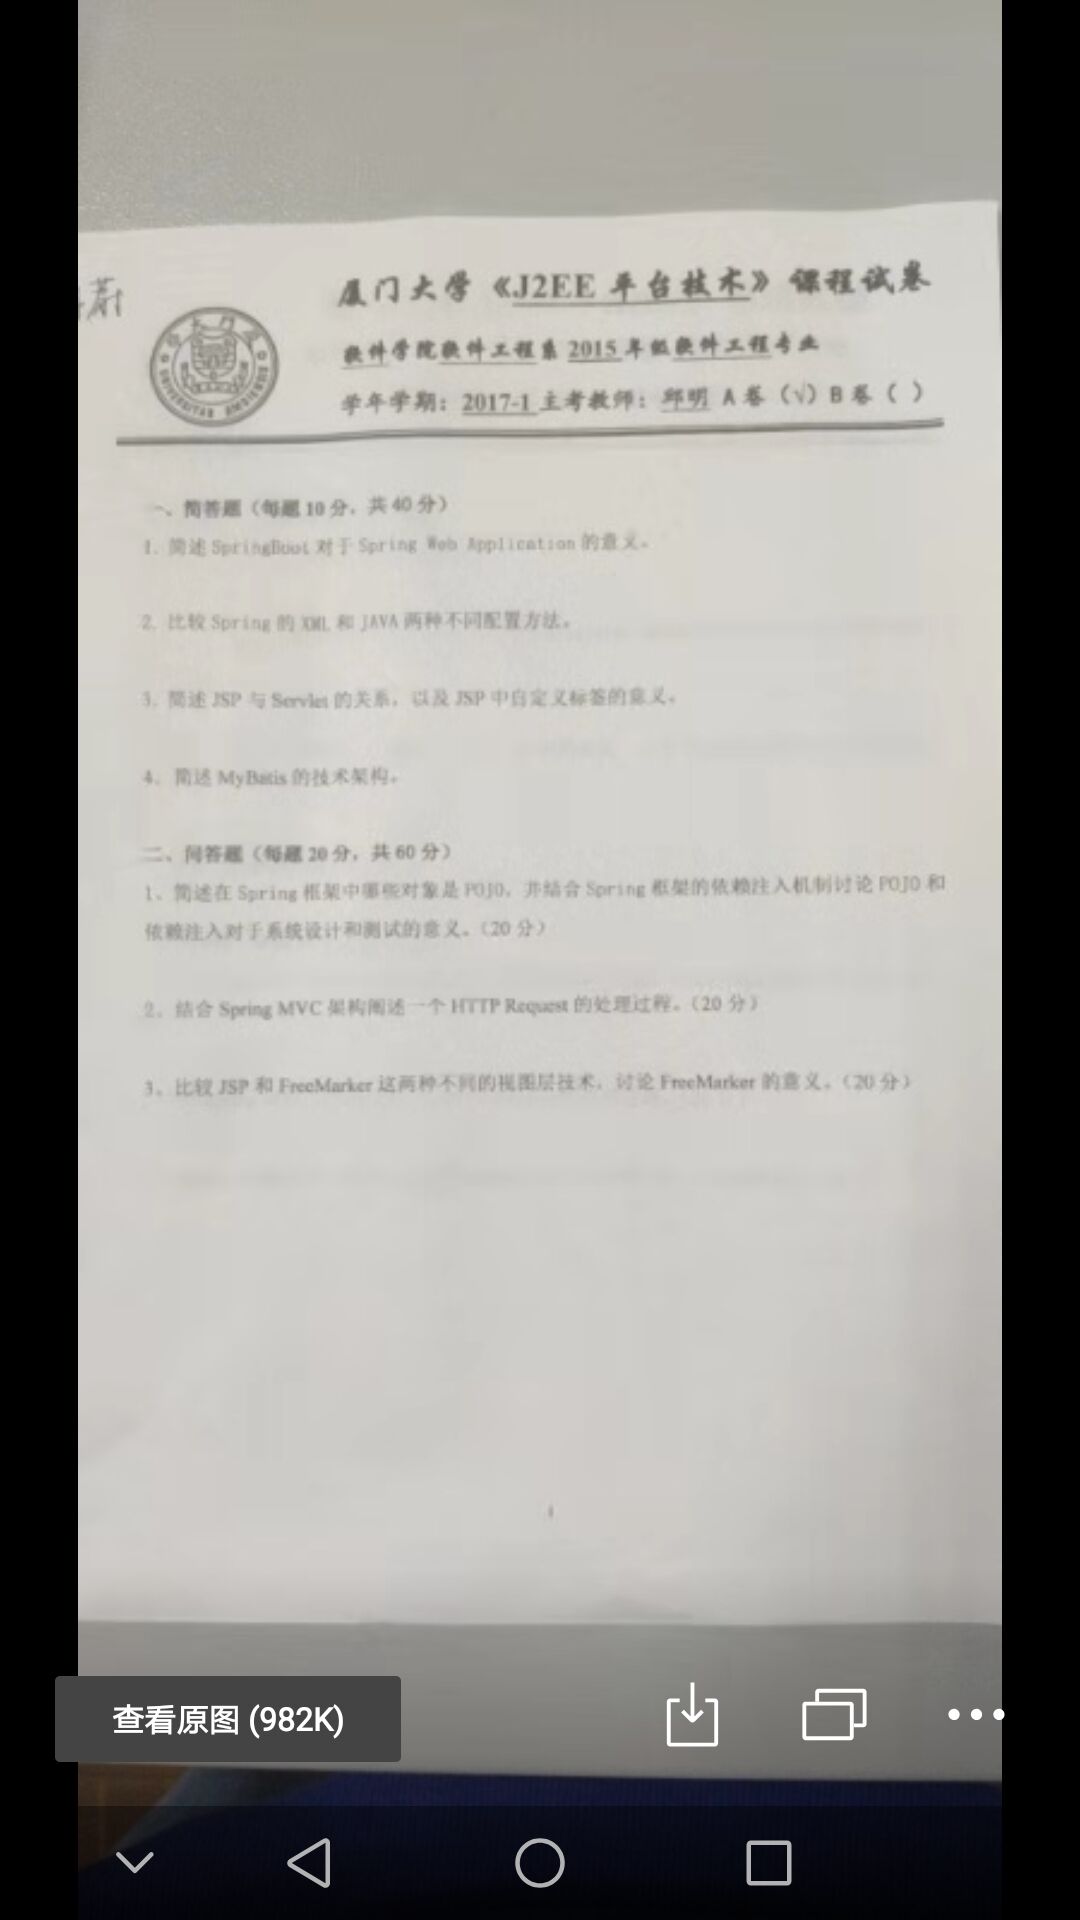 蔚
厦门大学《J2EE 平台技术》课程试卷
软件学院软件工程系 2015 年级软件工程专业
学年学期：2017-1 主考教师：邱明 A 卷（√）B 卷（ ）
一、简答题（每题 10 分，共 40 分）
1. 简述 SpringBoot 对于 Spring Web Application 的意义。
2. 比较 Spring 的 XML 和 JAVA 两种不同配置方法。
3. 简述 JSP 与 Servlet 的关系，以及 JSP 中自定义标签的意义。
4、简述 MyBatis 的技术架构。
二、问答题（每题 20 分，共 60 分）
1、简述在 Spring 框架中哪些对象是 POJO，并结合 Spring 框架的依赖注入机制讨论 POJO 和
依赖注入对于系统设计和测试的意义。（20 分）
2、结合 Spring MVC 架构阐述一个 HTTP Request 的处理过程。（20 分）
3、比较 JSP 和 FreeMarker 这两种不同的视图层技术，讨论 FreeMarker 的意义。（20 分）
1
查看原图 (982K)